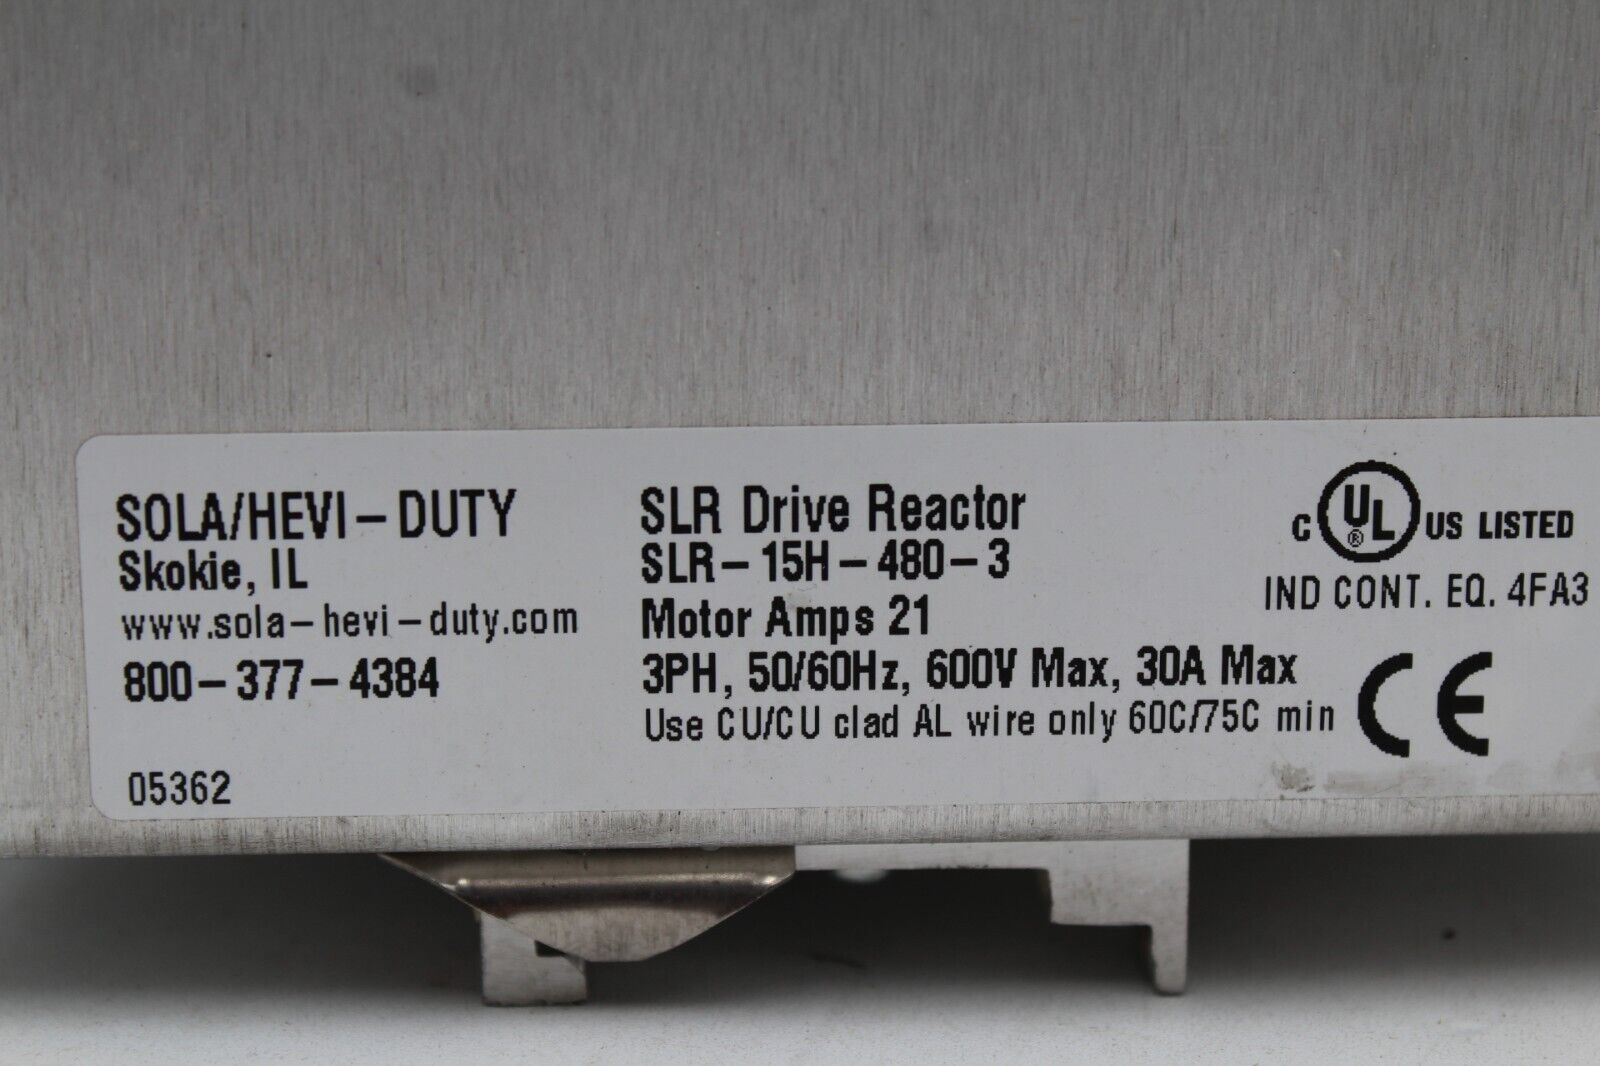 SOLA/HEVI-DUTY
Skokie, IL
www.sola-hevi-duty.com
800-377-4384
05362
SLR Drive Reactor
SLR-15H-480-3
Motor Amps 21
3PH, 50/60Hz, 600V Max, 30A Max
Use CU/CU clad AL wire only 60C/75C min
C UL ® US LISTED
IND CONT. EQ. 4FA3
CE